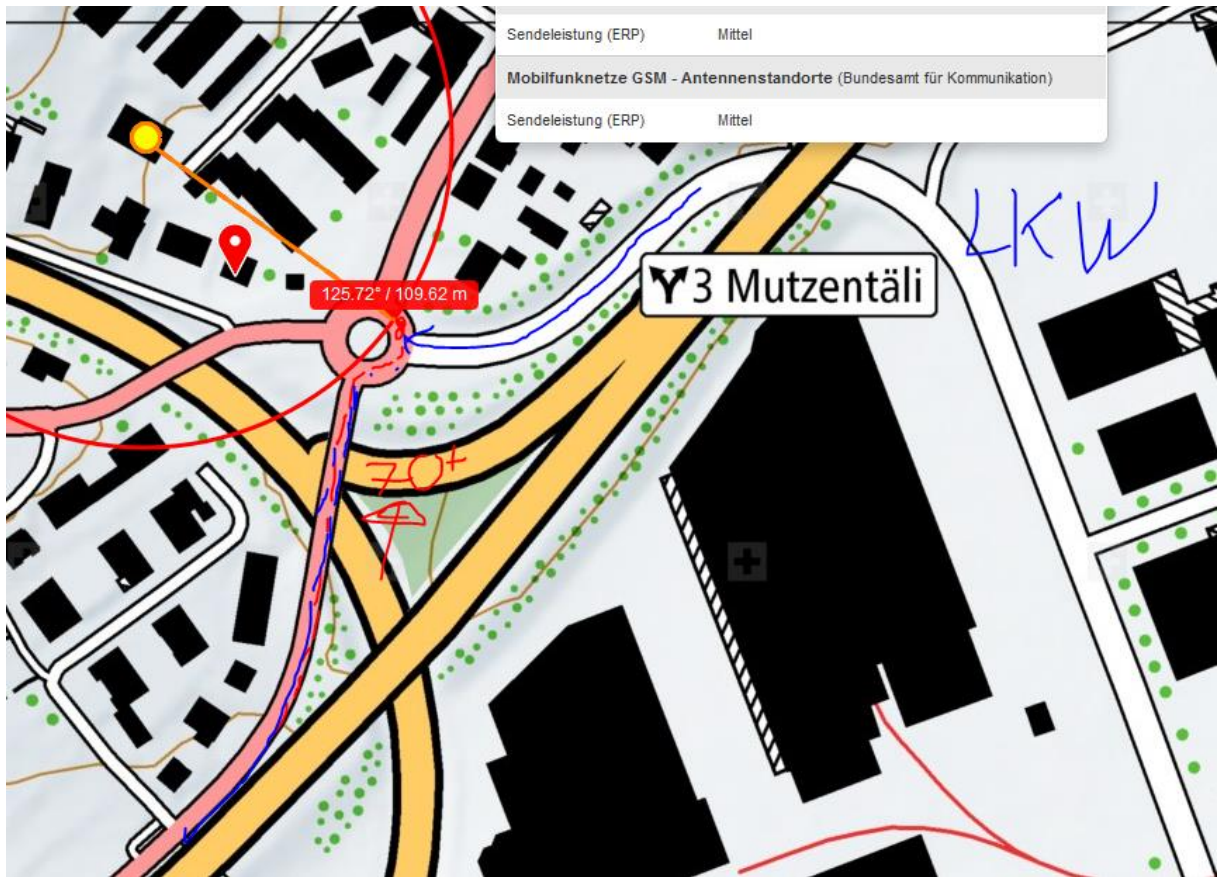 Sendeleistung (ERP) Mittel
Mobilfunknetze GSM - Antennenstandorte (Bundesamt für Kommunikation)
Sendeleistung (ERP) Mittel
LKW
3 Mutzentäli
125.72° / 109.62 m
70+